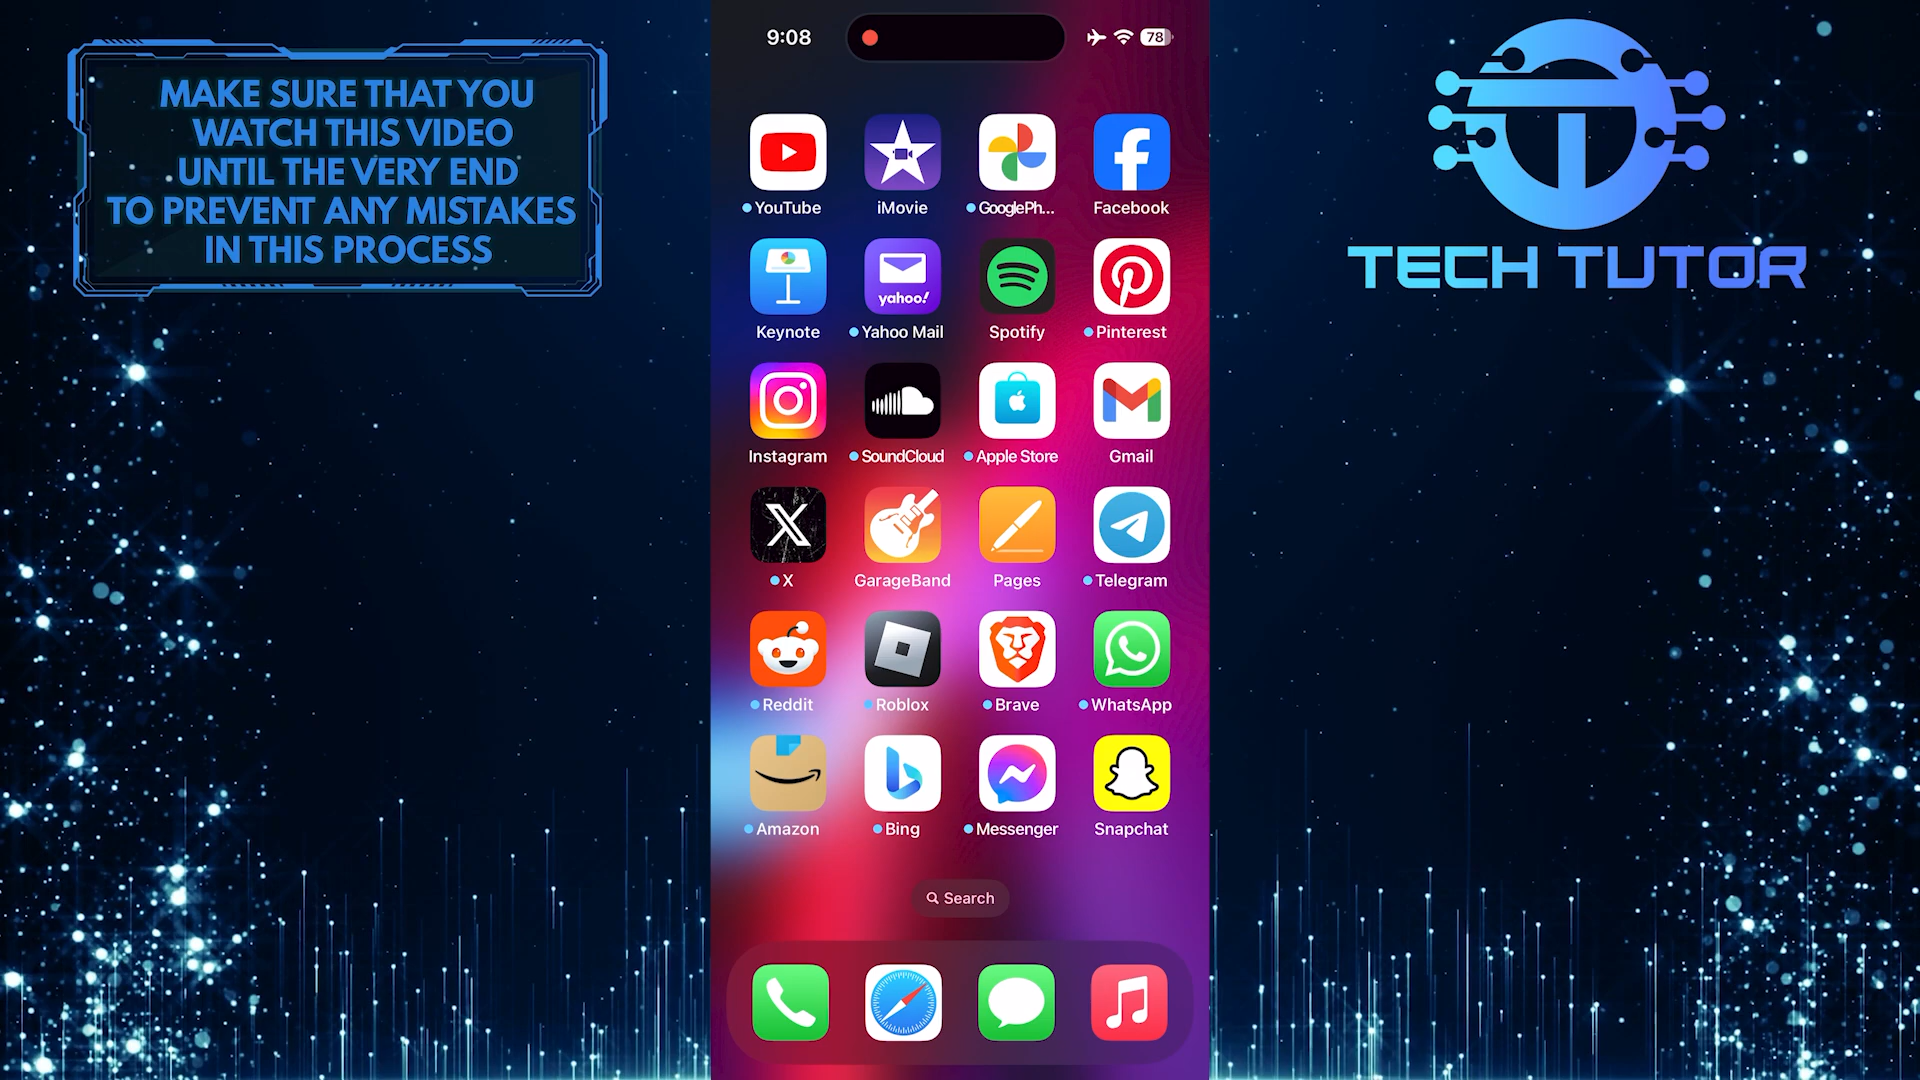 MAKE SURE THAT YOU
WATCH THIS VIDEO
UNTIL THE VERY END
TO PREVENT ANY MISTAKES
IN THIS PROCESS
9:08
78
YouTube
iMovie
GooglePh...
Facebook
yahoo!
Keynote
Yahoo Mail
Spotify
Pinterest
Instagram
SoundCloud
Apple Store
Gmail
X
GarageBand
Pages
Telegram
Reddit
Roblox
Brave
WhatsApp
Amazon
Bing
Messenger
Snapchat
Search
TECH TUTOR